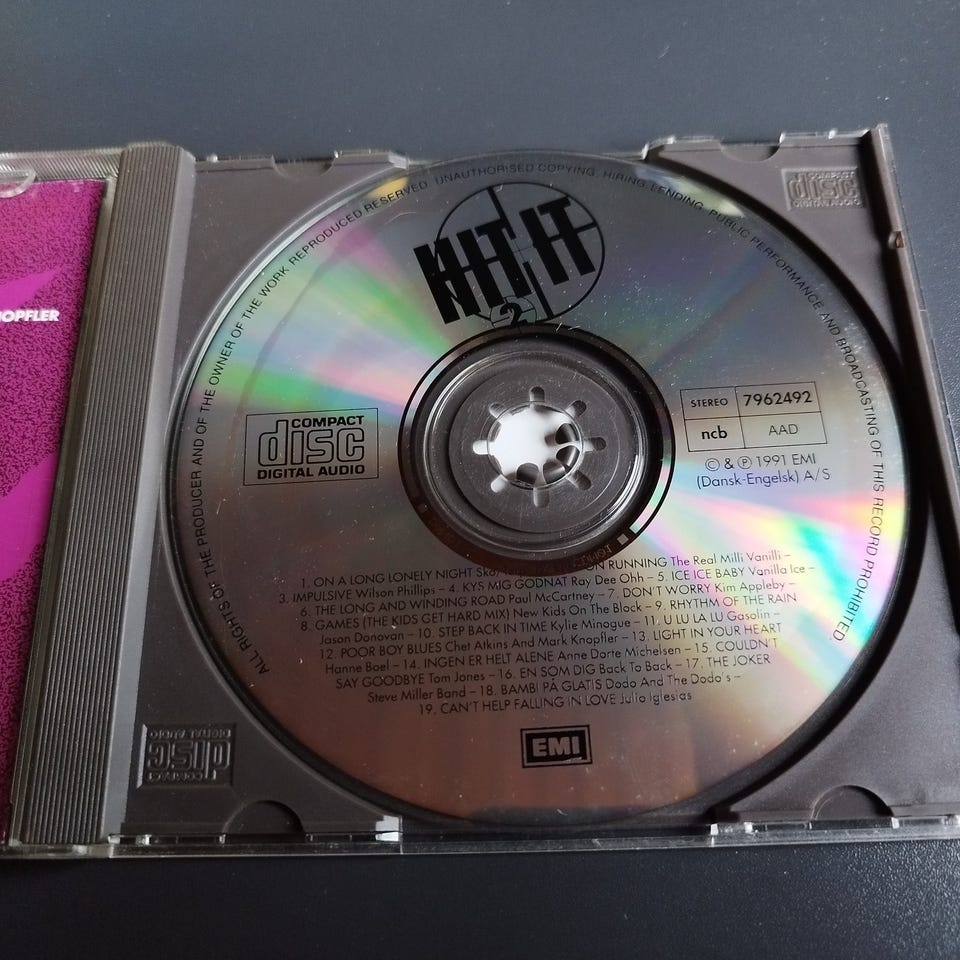 HOPFLER
ALL RIGHTS OF THE PRODUCER AND OF THE OWNER OF THE WORK REPRODUCED RESERVED. UNAUTHORISED COPYING, HIRING, LENDING, PUBLIC PERFORMANCE AND BROADCASTING OF THIS RECORD PROHIBITED
HIT IT
2
COMPACT
disc
DIGITAL AUDIO
COMPACT
disc
DIGITAL AUDIO
STEREO 7962492
ncb AAD
© & ℗ 1991 EMI
(Dansk-Engelsk) A/S
1. ON A LONG LONELY NIGHT RUNNING The Real Milli Vanilli –
3. IMPULSIVE Wilson Phillips – 4. KYS MIG GODNAT Ray Dee Ohh – 5. ICE ICE BABY Vanilla Ice –
6. THE LONG AND WINDING ROAD Paul McCartney – 7. DON'T WORRY Kim Appleby –
8. GAMES (THE KIDS GET HARD MIX) New Kids On The Block – 9. RHYTHM OF THE RAIN
Jason Donovan – 10. STEP BACK IN TIME Kylie Minogue – 11. U LU LA LU Gasolin –
12. POOR BOY BLUES Chet Atkins And Mark Knopfler – 13. LIGHT IN YOUR HEART
Hanne Boel – 14. INGEN ER HELT ALENE Anne Dorte Michelsen – 15. COULDN'T
SAY GOODBYE Tom Jones – 16. EN SOM DIG Back To Back – 17. THE JOKER
Steve Miller Band – 18. BAMBI PÅ GLATIS Dodo And The Dodo's –
19. CAN'T HELP FALLING IN LOVE Julio Iglesias
EMI
COMPACT
disc
DIGITAL AUDIO